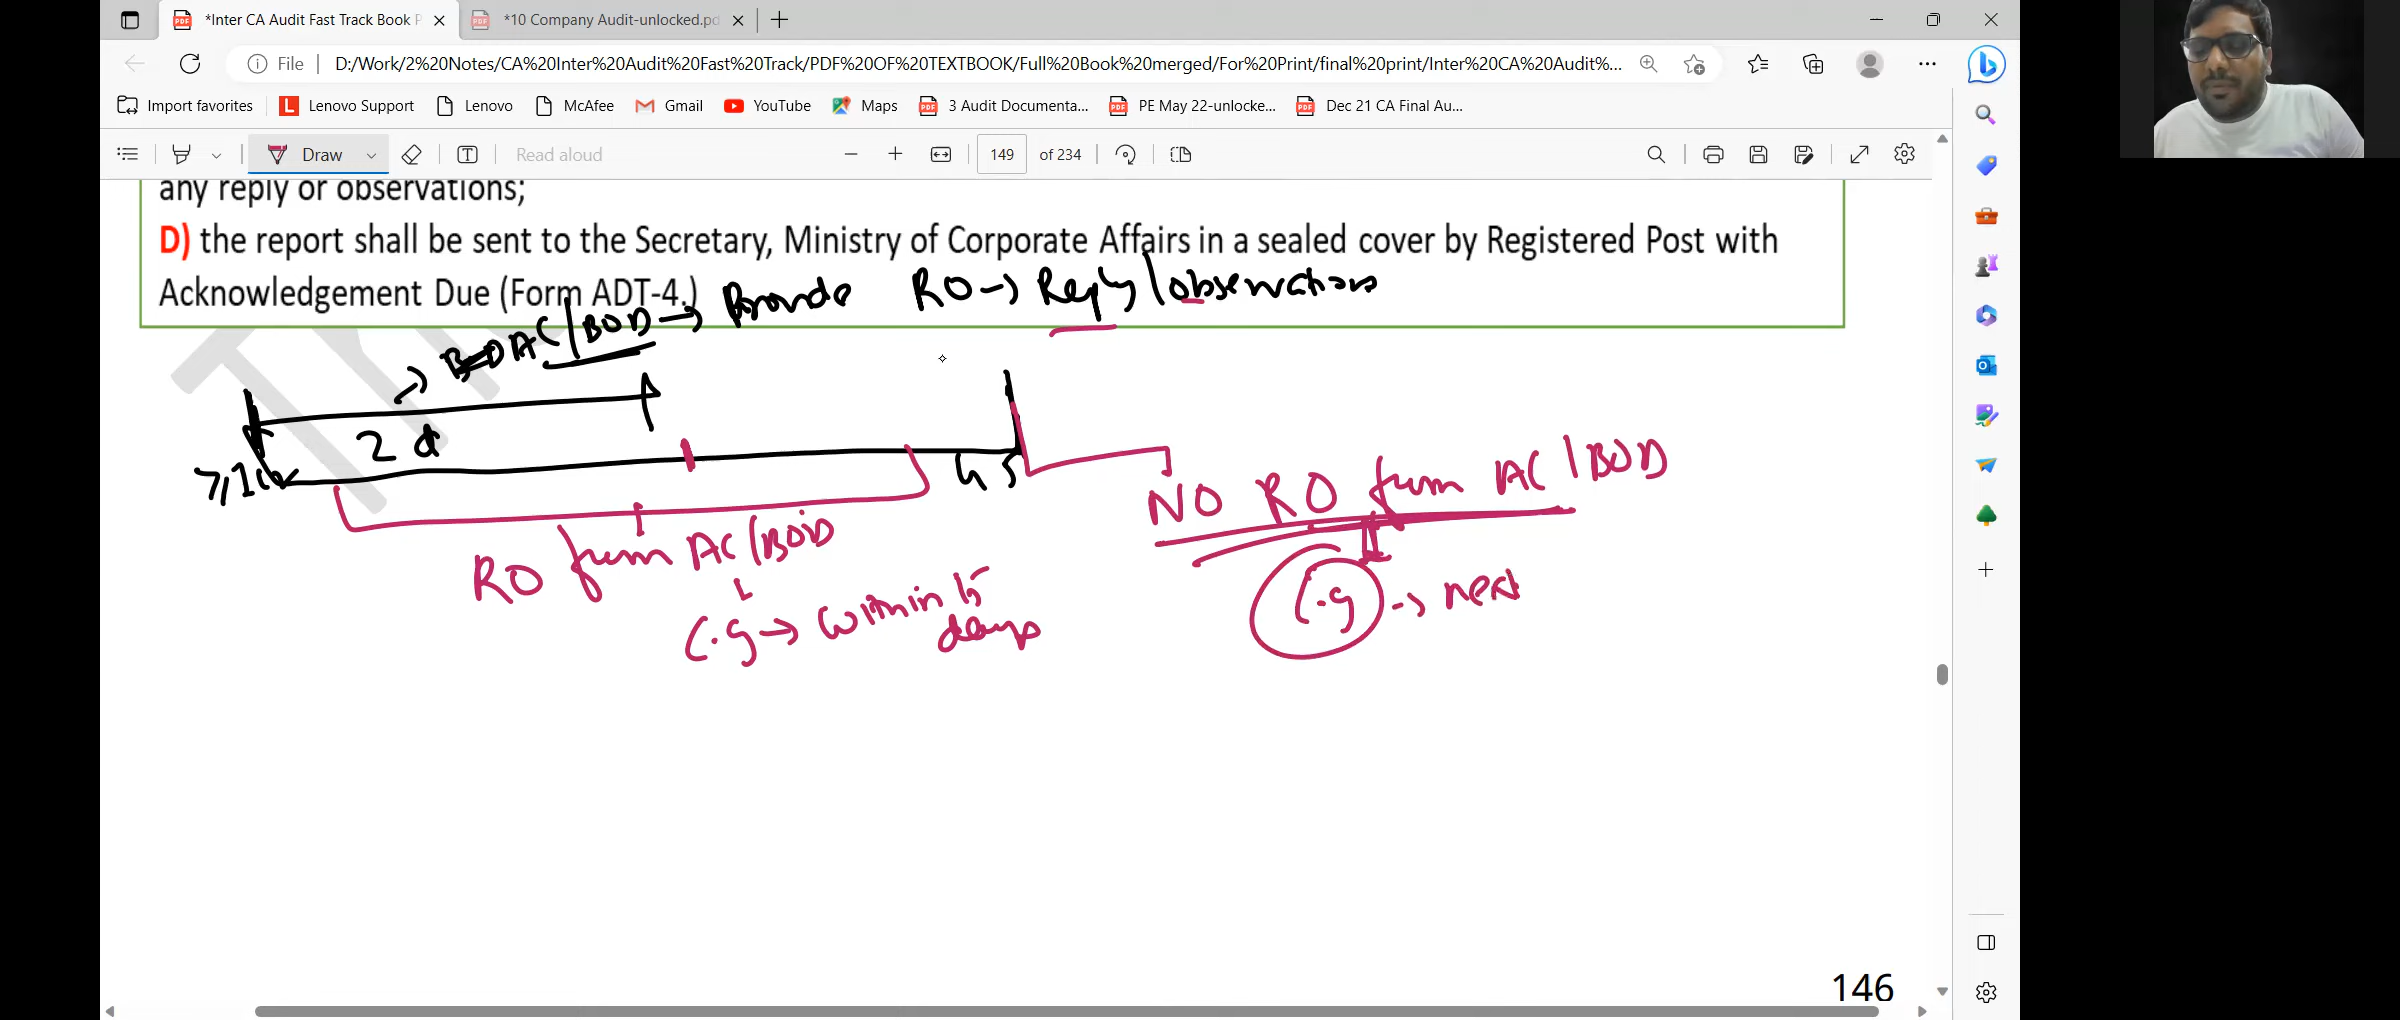 *Inter CA Audit Fast Track Book P
*10 Company Audit-unlocked.pd
File
D:/Work/2%20Notes/CA%20Inter%20Audit%20Fast%20Track/PDF%20OF%20TEXTBOOK/Full%20Book%20merged/For%20Print/final%20print/Inter%20CA%20Audit%...
Import favorites
L Lenovo Support
Lenovo
McAfee
Gmail
YouTube
Maps
3 Audit Documenta...
PE May 22-unlocke...
Dec 21 CA Final Au...
Draw
Read aloud
149 of 234
any reply or observations;
D) the report shall be sent to the Secretary, Ministry of Corporate Affairs in a sealed cover by Registered Post with
Acknowledgement Due (Form ADT-4.)
RO → Reply / observations
AC/BOD → Provide
2 d
≥1cr
45
NO RO from AC/BOD
RO from AC/BOD
C.G → within 15
days
C.G → next
146